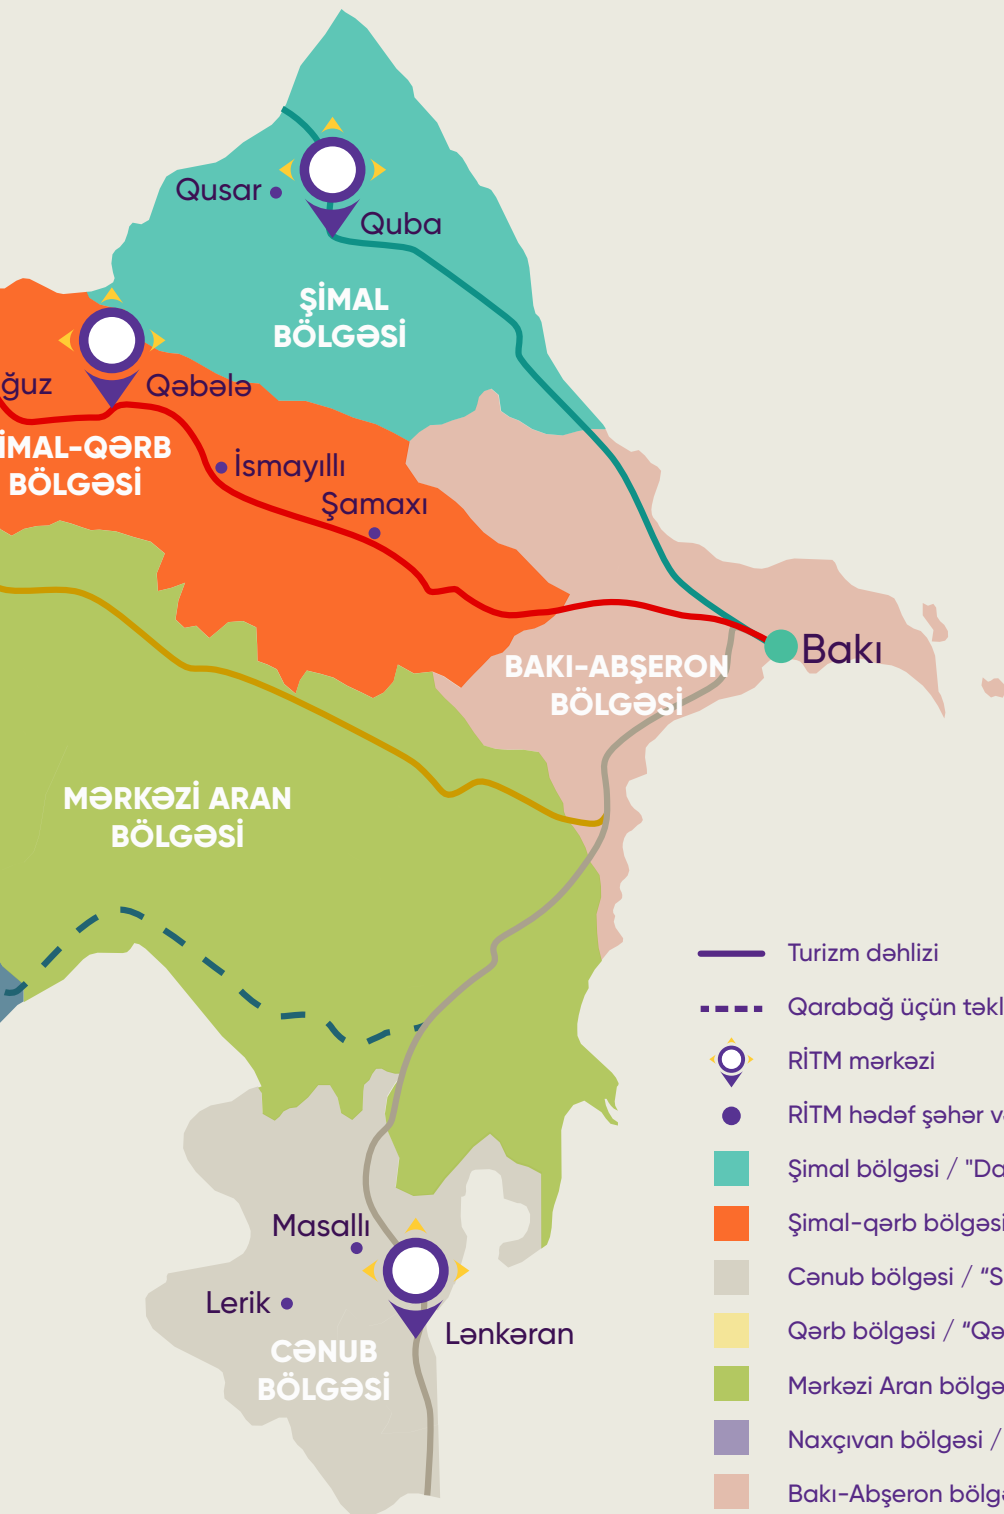 Qusar
Quba
ŞİMAL
BÖLGƏSİ
ğuz
Qəbələ
İMAL-QƏRB
BÖLGƏSİ
İsmayıllı
Şamaxı
BAKI-ABŞERON
BÖLGƏSİ
Bakı
MƏRKƏZİ ARAN
BÖLGƏSİ
Masallı
Lerik
Lənkəran
CƏNUB
BÖLGƏSİ
Turizm dəhlizi
Qarabağ üçün təkl
RİTM mərkəzi
RİTM hədəf şəhər və
Şimal bölgəsi / "Da
Şimal-qərb bölgəsi
Cənub bölgəsi / “S
Qərb bölgəsi / “Qə
Mərkəzi Aran bölgə
Naxçıvan bölgəsi /
Bakı-Abşeron bölgə